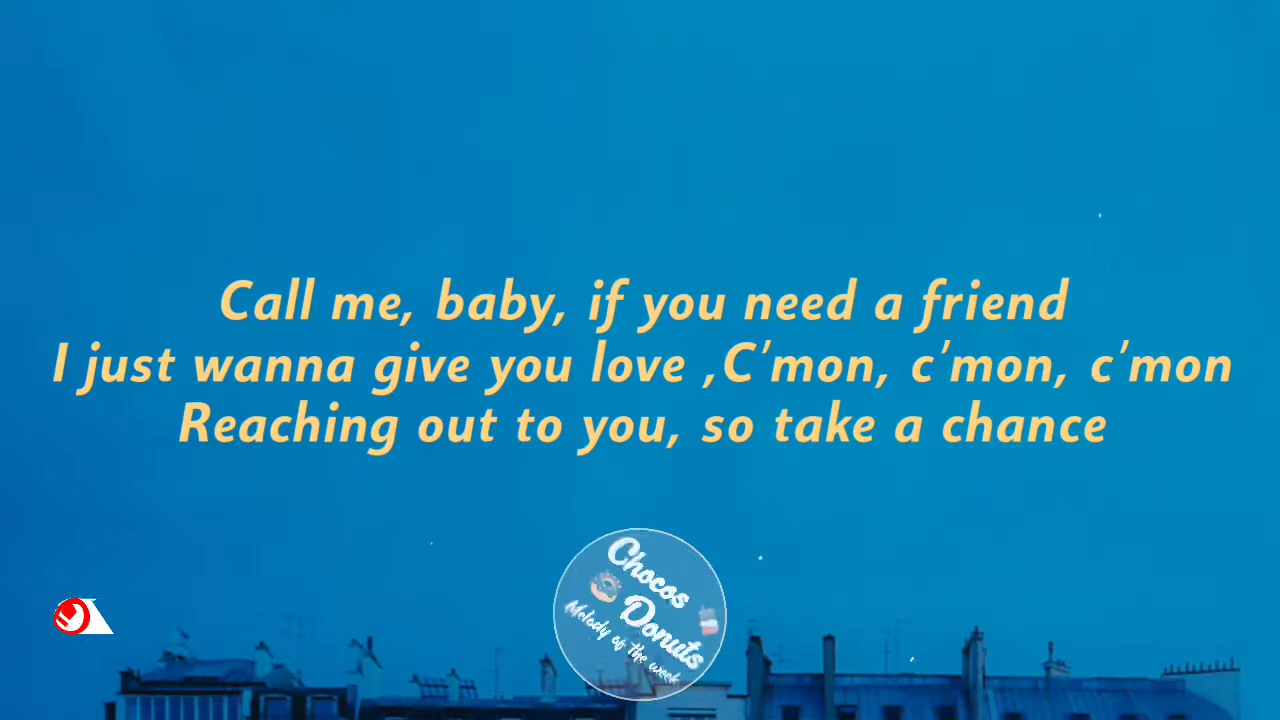 Call me, baby, if you need a friend
I just wanna give you love ,C'mon, c'mon, c'mon
Reaching out to you, so take a chance
Chocos
Donuts
Melody of the week